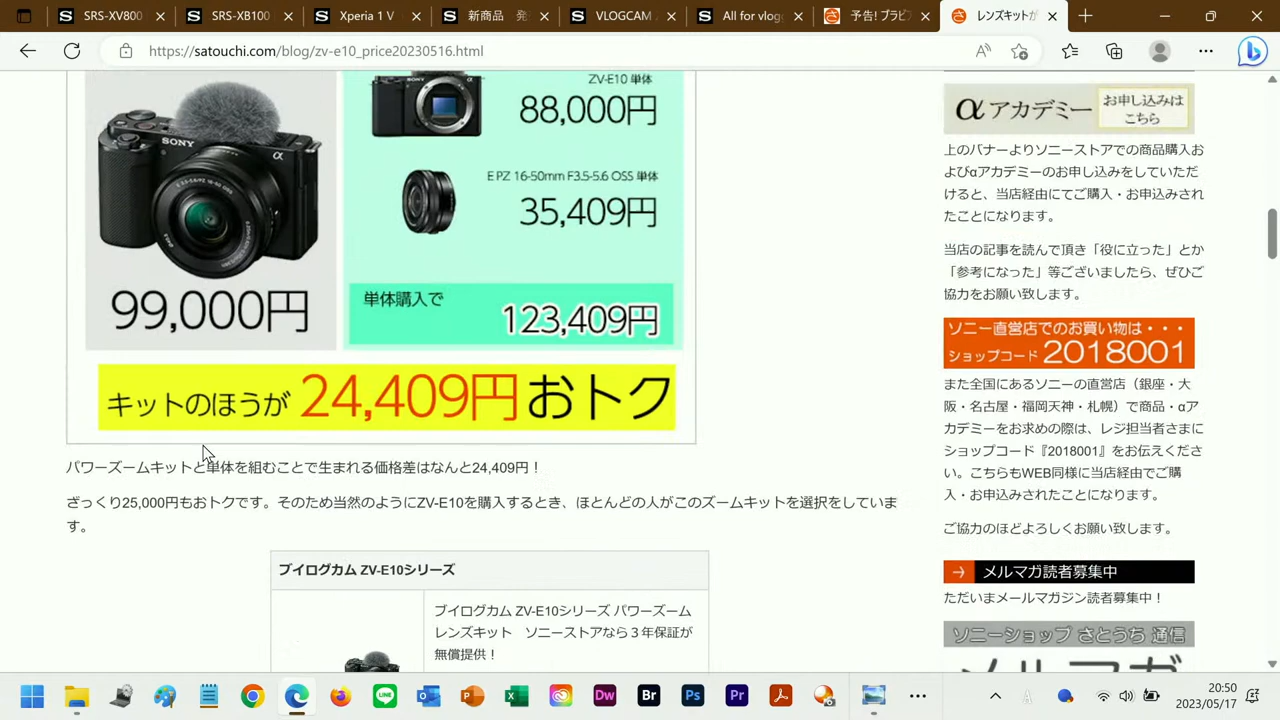 SRS-XV800
SRS-XB100
Xperia 1 V
新商品 発
VLOGCAM
All for vlog
予告! ブラビ
レンズキットが
https://satouchi.com/blog/zv-e10_price20230516.html
ZV-E10 単体
88,000円
SONY
α
E PZ 16-50mm F3.5-5.6 OSS 単体
35,409円
99,000円
単体購入で
123,409円
キットのほうが 24,409円おトク
パワーズームキットと単体を組むことで生まれる価格差はなんと24,409円！
ざっくり25,000円もおトクです。そのため当然のようにZV-E10を購入するとき、ほとんどの人がこのズームキットを選択をしていま
す。
ブイログカム ZV-E10シリーズ
ブイログカム ZV-E10シリーズ パワーズーム
レンズキット　ソニーストアなら３年保証が
無償提供！
αアカデミー
お申し込みは
こちら
上のバナーよりソニーストアでの商品購入お
よびαアカデミーのお申し込みをしていただ
けると、当店経由にてご購入・お申込みされ
たことになります。
当店の記事を読んで頂き「役に立った」とか
「参考になった」等ございましたら、ぜひご
協力をお願い致します。
ソニー直営店でのお買い物は・・・
ショップコード 2018001
また全国にあるソニーの直営店（銀座・大
阪・名古屋・福岡天神・札幌）で商品・αア
カデミーをお求めの際は、レジ担当者さまに
ショップコード『2018001』をお伝えくださ
い。こちらもWEB同様に当店経由でご購
入・お申込みされたことになります。
ご協力のほどよろしくお願い致します。
メルマガ読者募集中
ただいまメールマガジン読者募集中！
ソニーショップ さとうち 通信
メルマガ
LINE
Dw
Br
Ps
Pr
A
20:50
2023/05/17